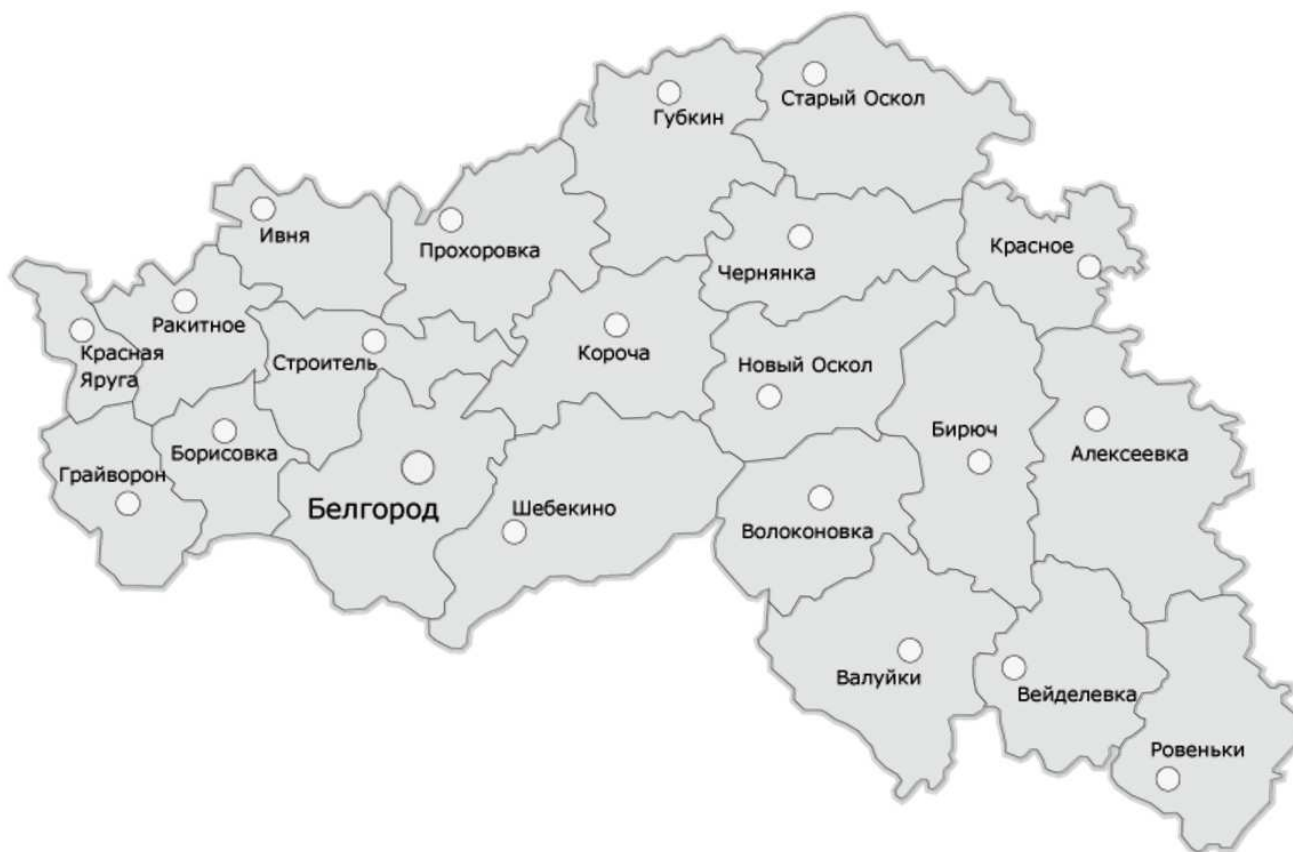 Старый Оскол
Губкин
Ивня
Прохоровка
Красное
Чернянка
Ракитное
Красная
Яруга
Строитель
Короча
Новый Оскол
Бирюч
Борисовка
Алексеевка
Грайворон
Белгород
Шебекино
Волоконовка
Валуйки
Вейделевка
Ровеньки